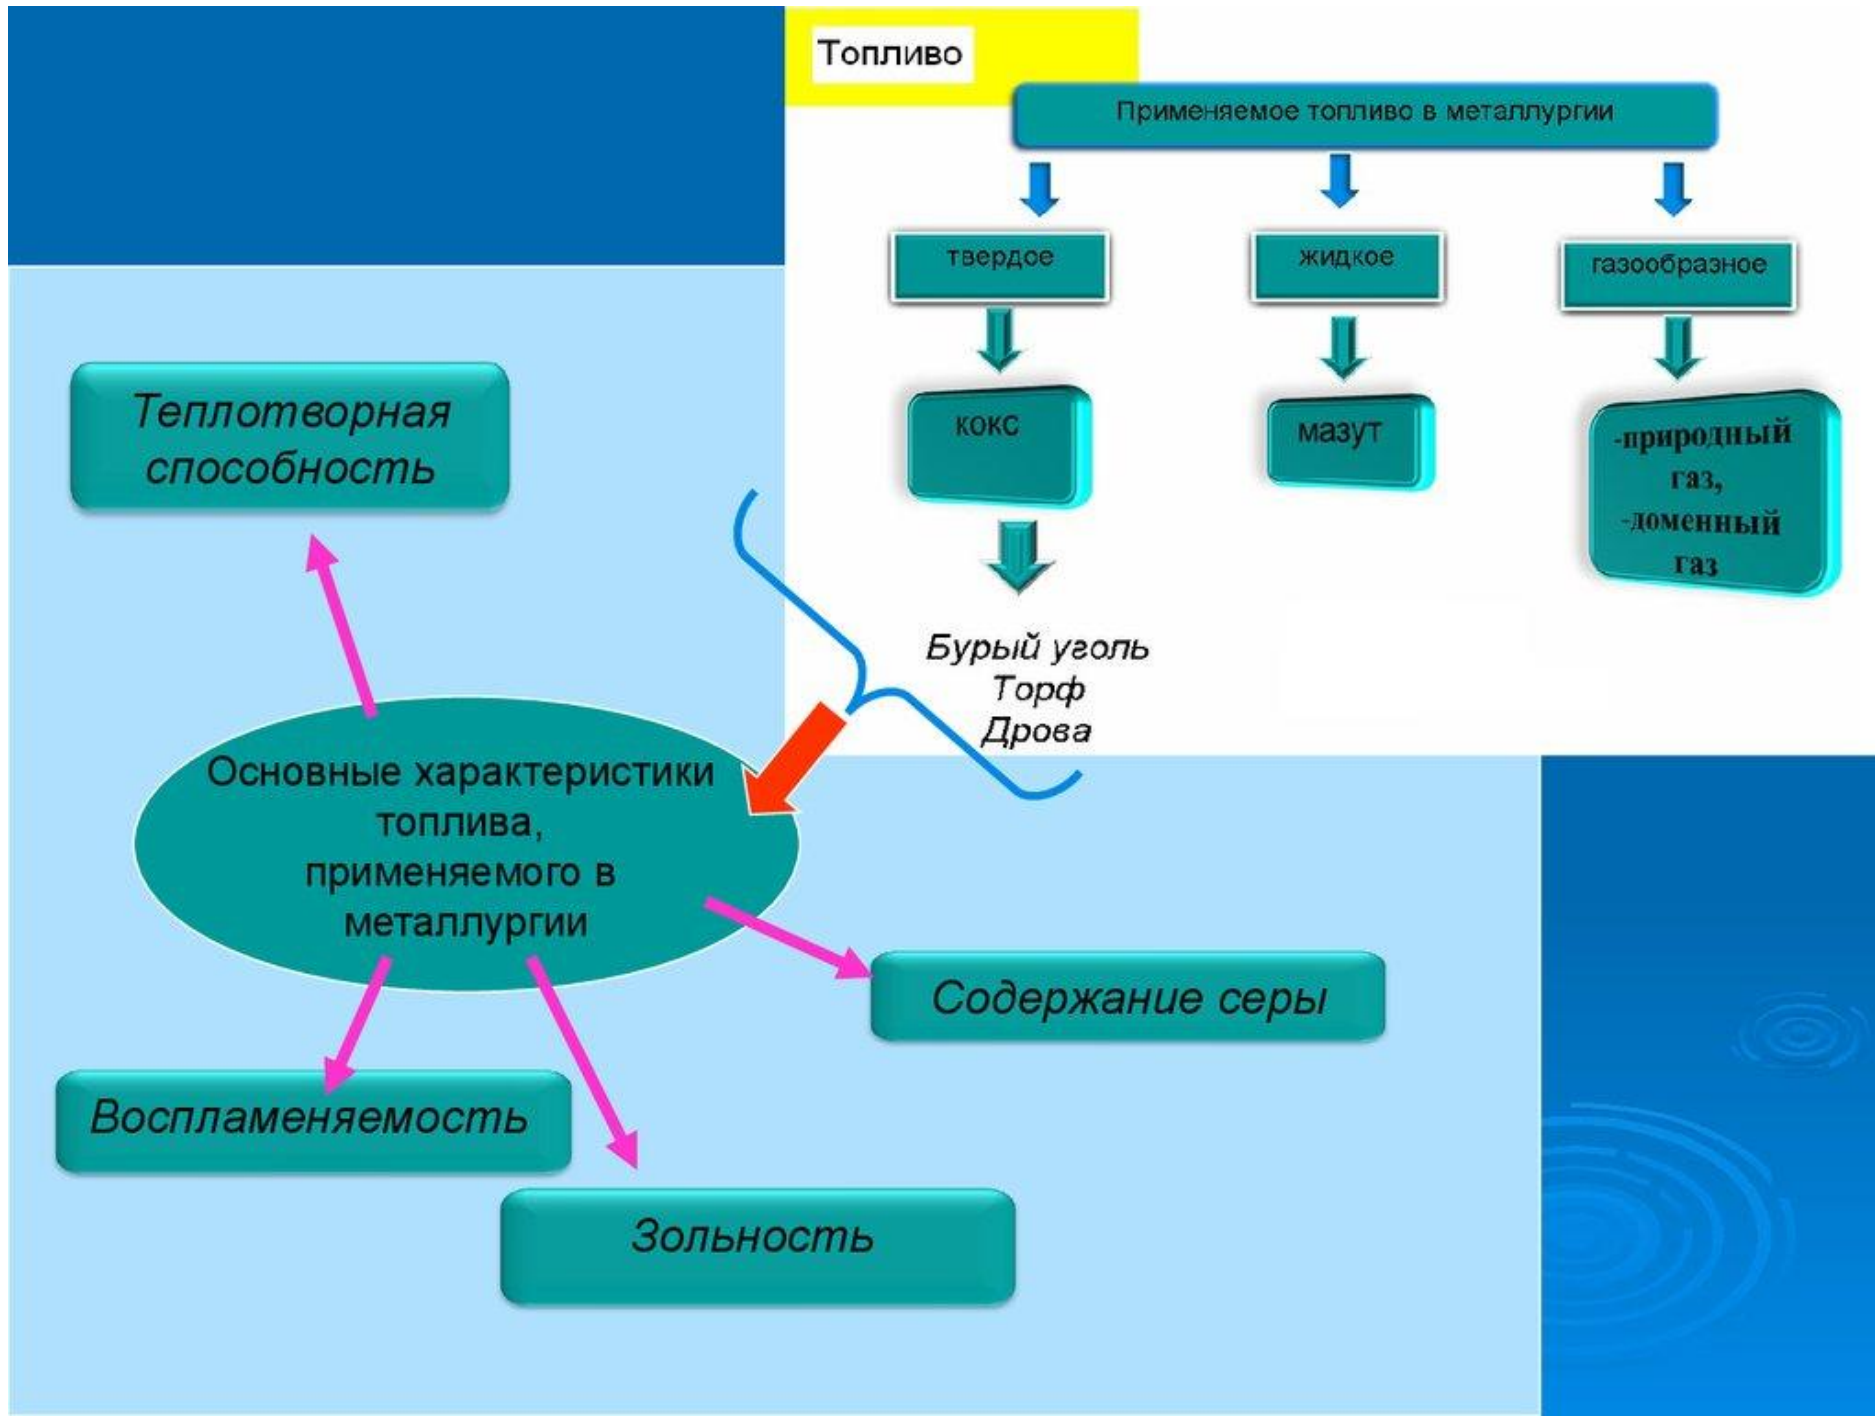 Топливо
Применяемое топливо в металлургии
твердое
жидкое
газообразное
кокс
мазут
-природный
газ,
-доменный
газ
Бурый уголь
Торф
Дрова
Теплотворная
способность
Основные характеристики
топлива,
применяемого в
металлургии
Содержание серы
Воспламеняемость
Зольность